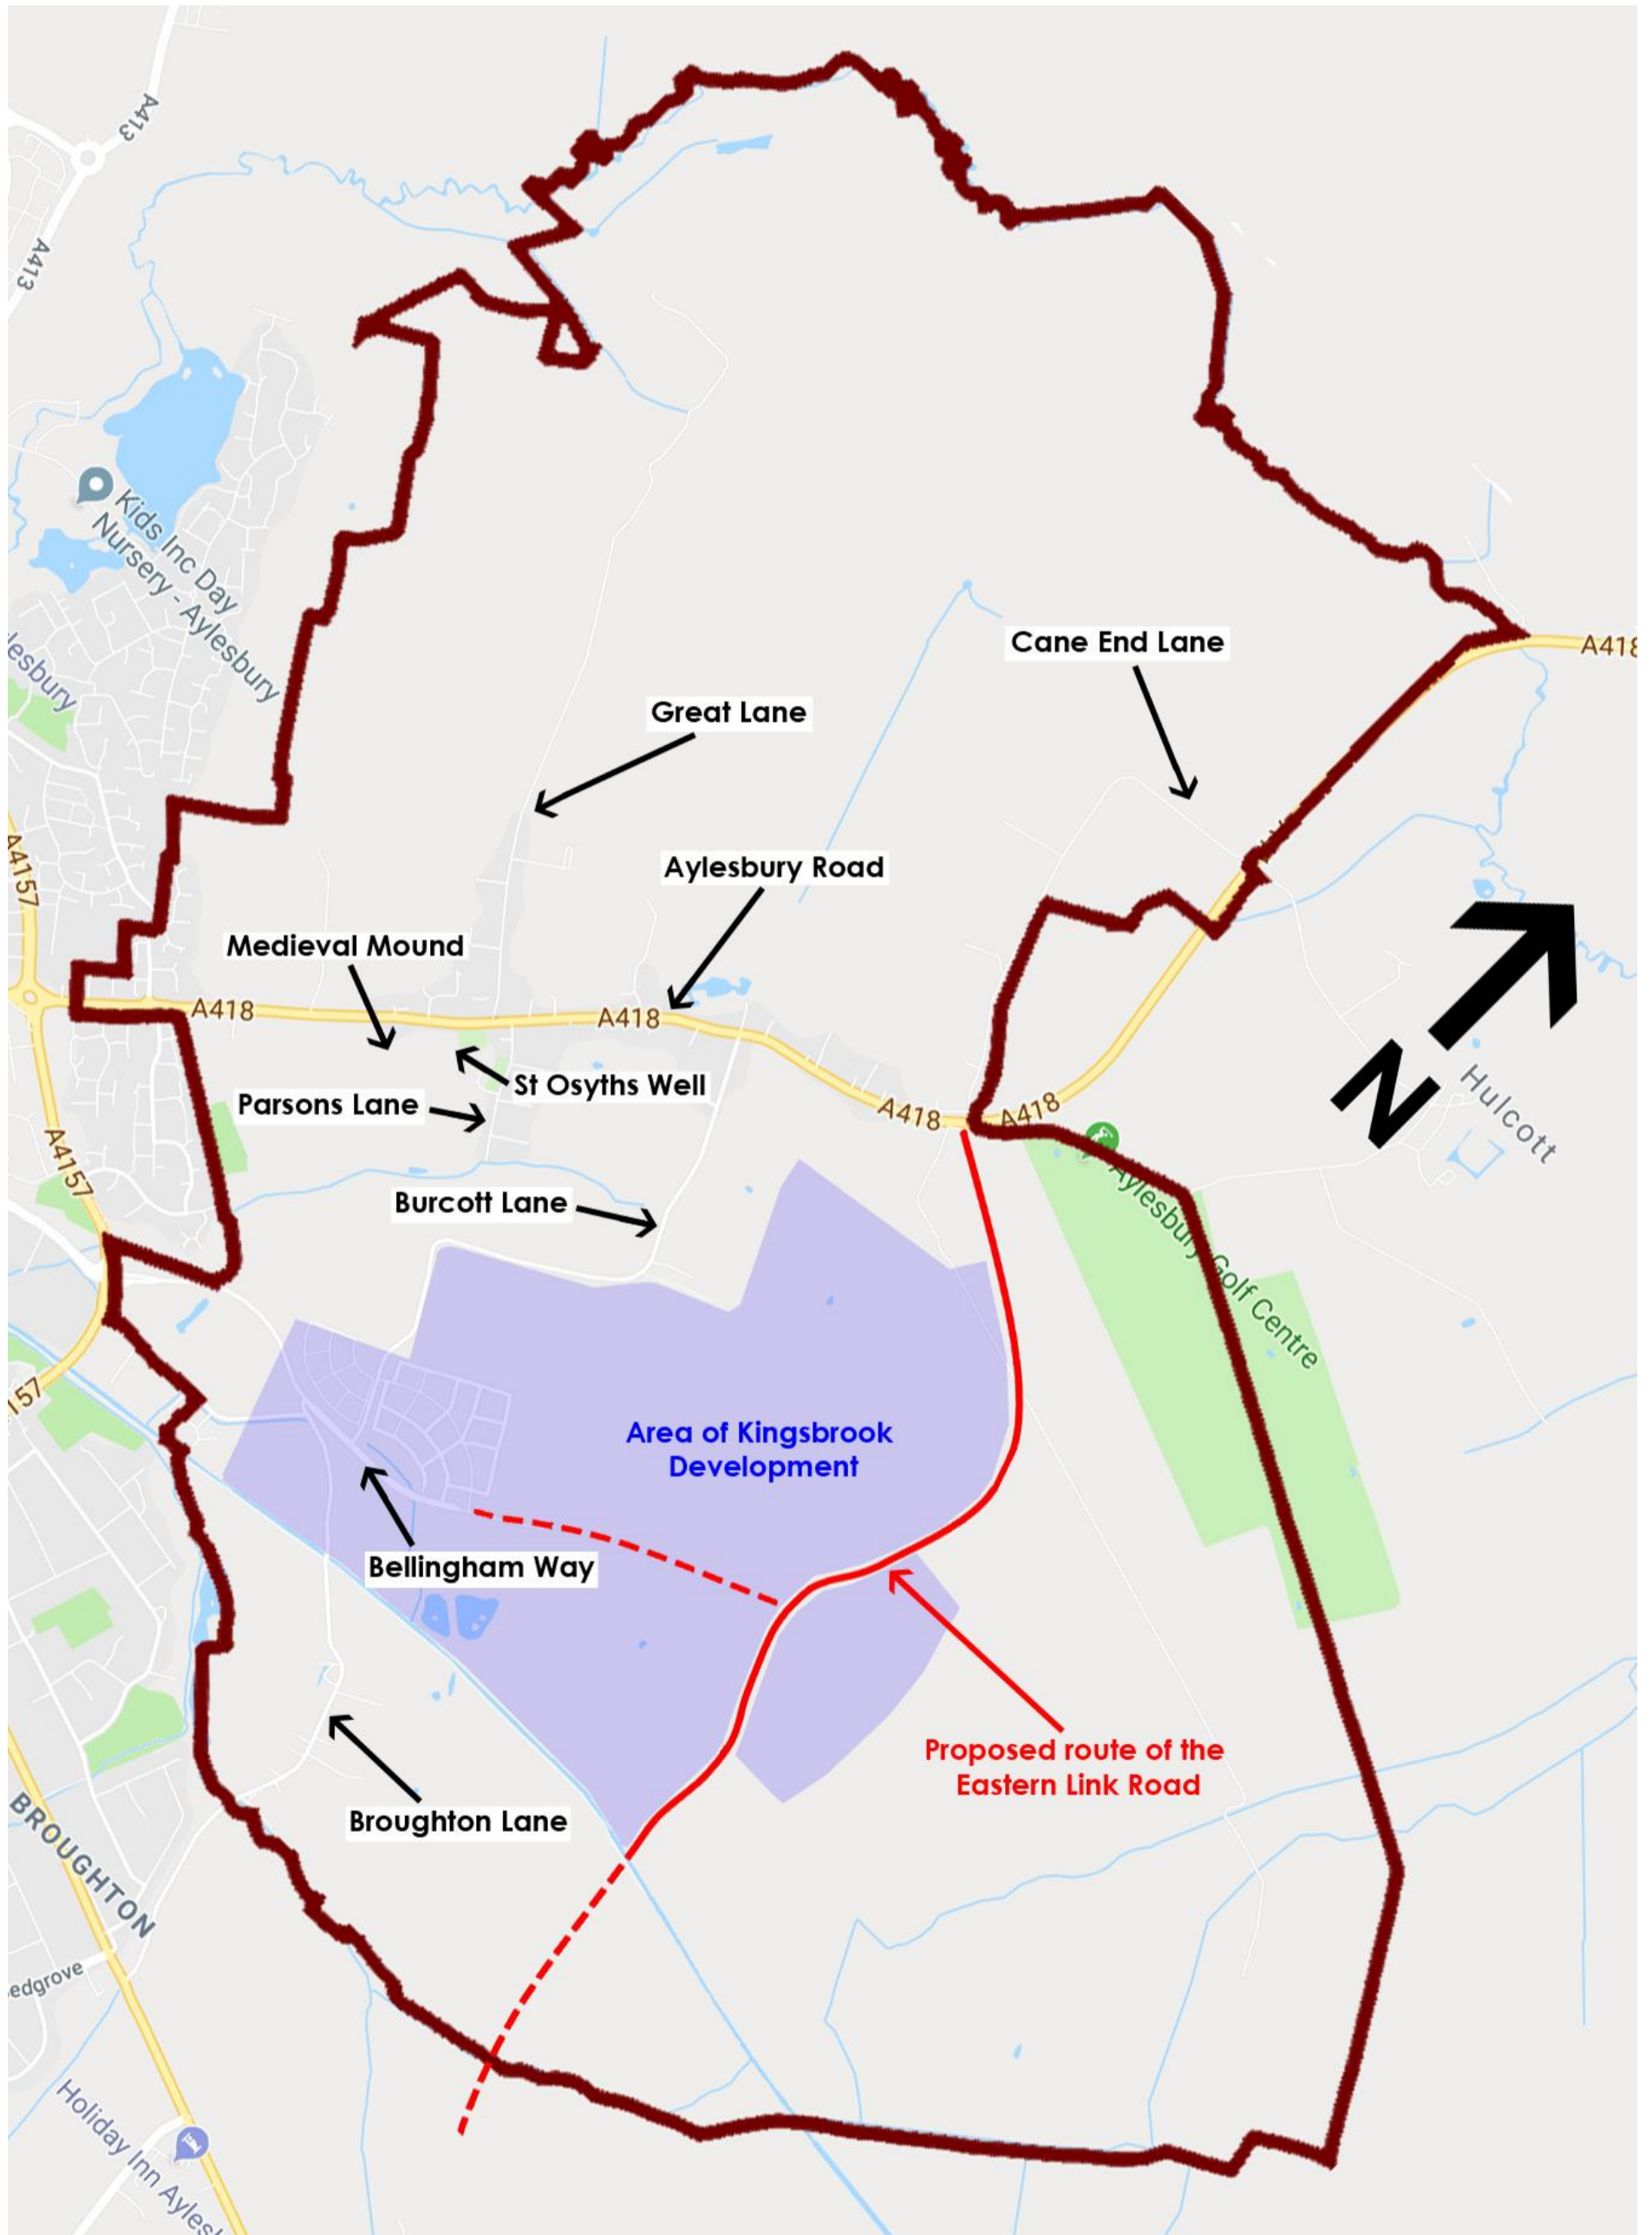 A413
A413
Kids Inc Day
Nursery - Aylesbury
lesbury
Cane End Lane
A418
Great Lane
A4157
Aylesbury Road
Medieval Mound
A418
A418
St Osyths Well
Parsons Lane
A418
A418
N
Hulcott
A4157
Burcott Lane
Aylesbury Golf Centre
157
Area of Kingsbrook
Development
Bellingham Way
Proposed route of the
Eastern Link Road
Broughton Lane
BROUGHTON
edgrove
Holiday Inn Aylesb